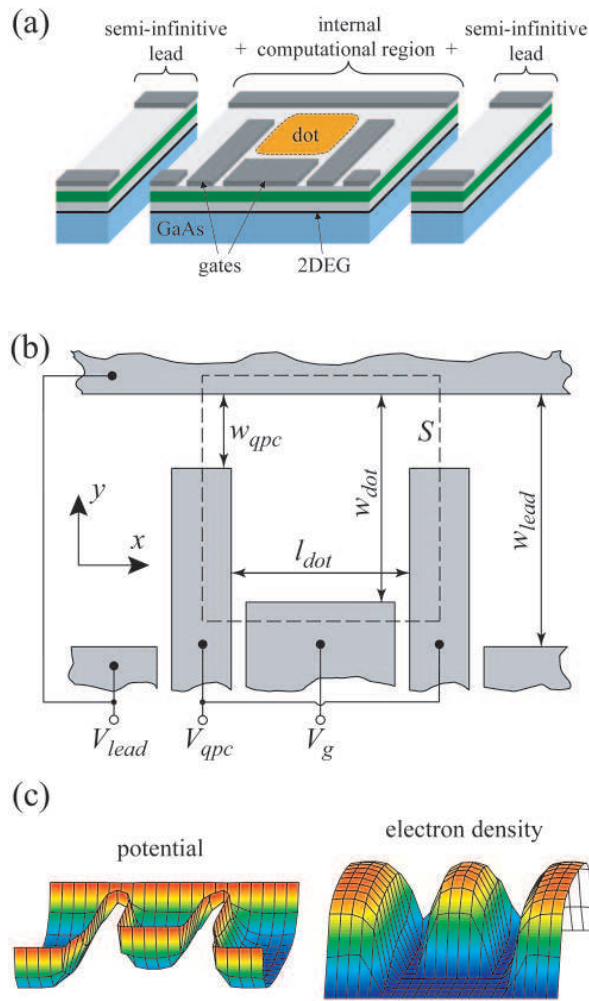 (a)
semi-infinitive
lead
+
internal
computational region
+
semi-infinitive
lead
dot
GaAs
gates
2DEG
(b)
w_qpc
S
w_dot
w_lead
y
x
l_dot
V_lead
V_qpc
V_g
(c)
potential
electron density